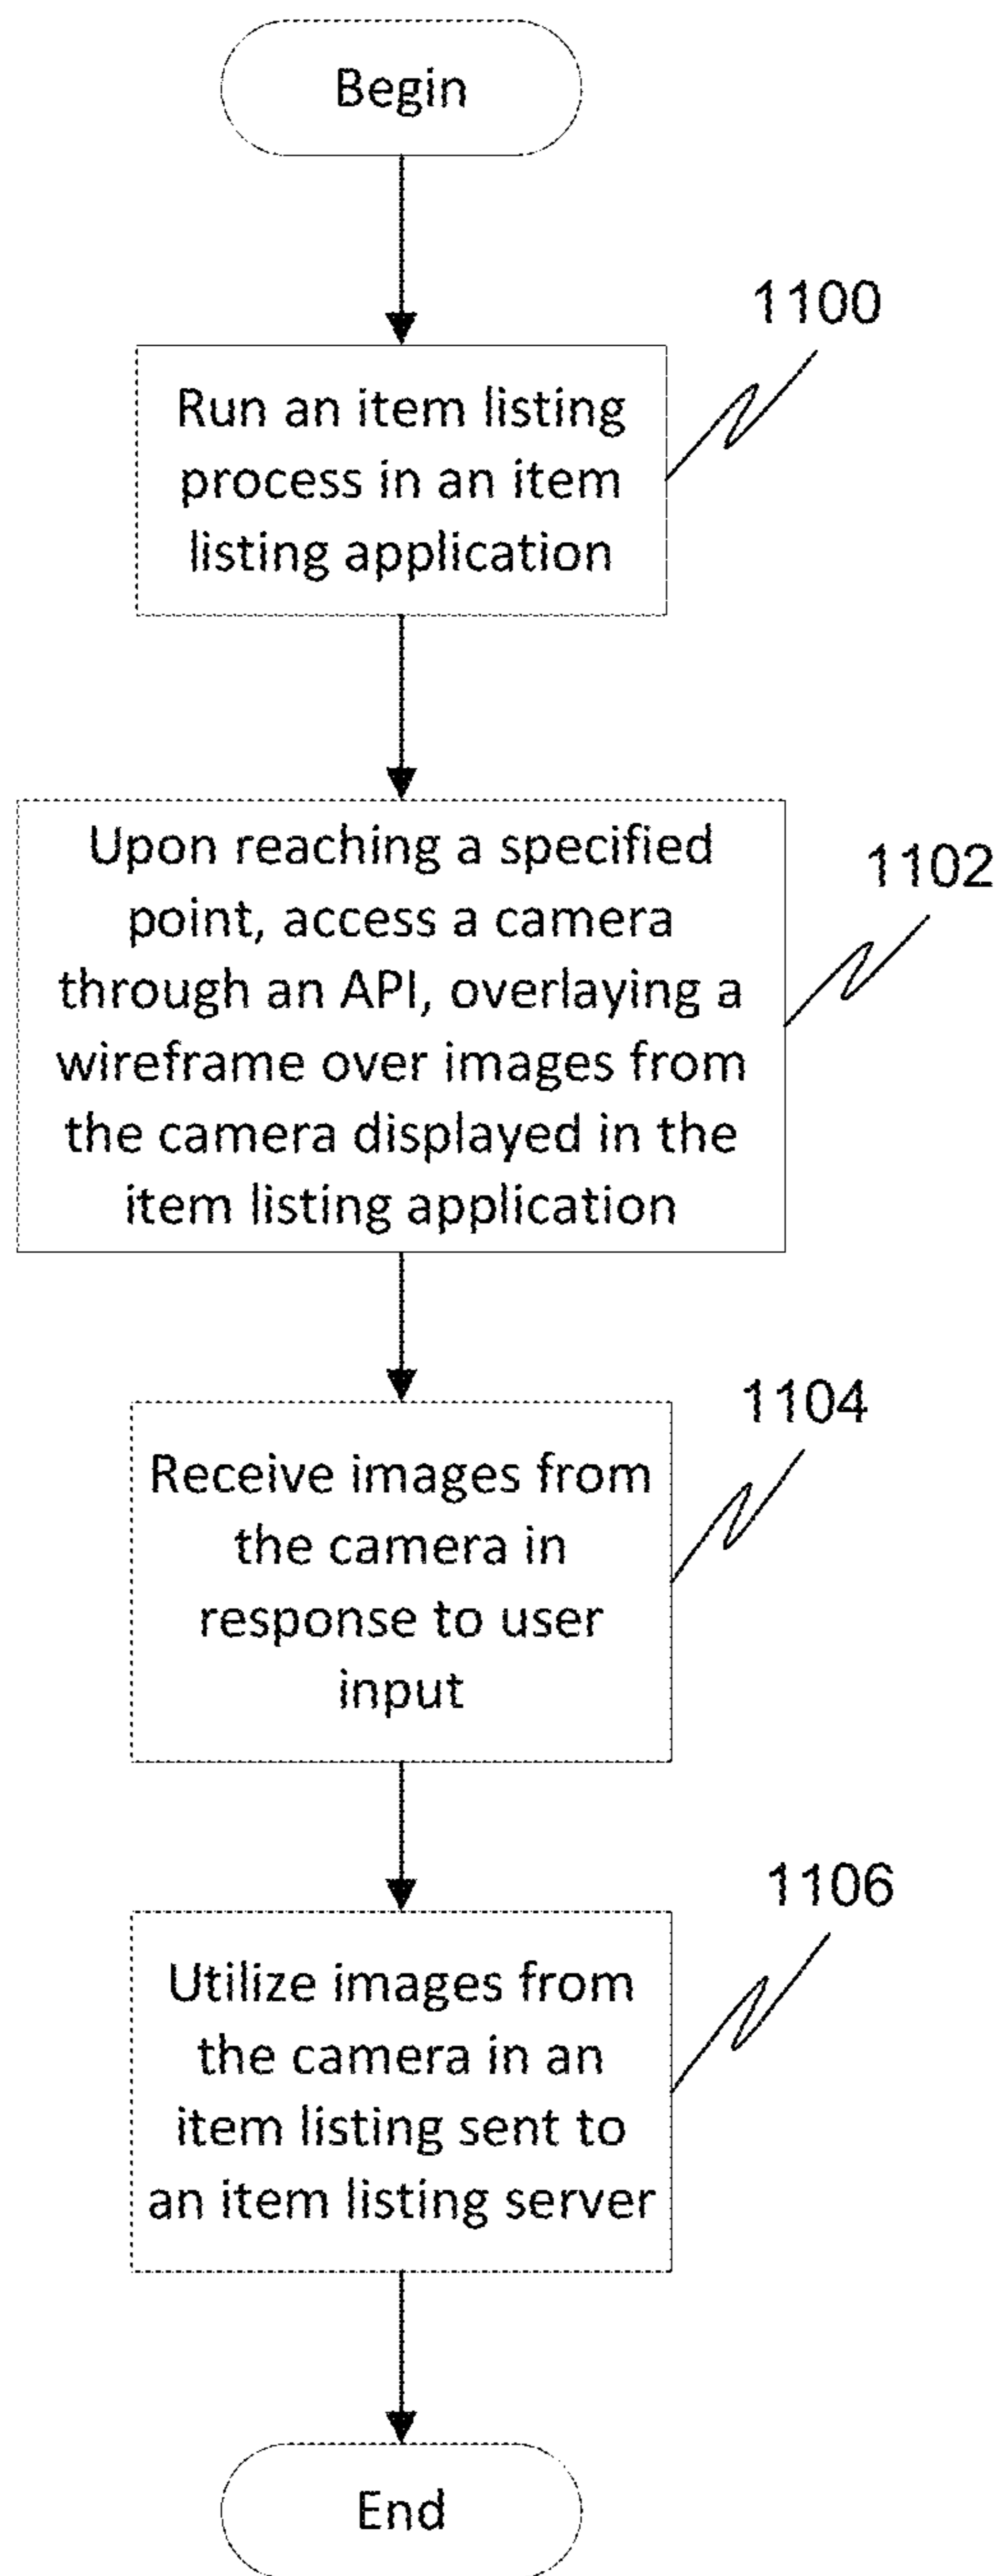 Begin
1100
Run an item listing
process in an item
listing application
1102
Upon reaching a specified
point, access a camera
through an API, overlaying a
wireframe over images from
the camera displayed in the
item listing application
1104
Receive images from
the camera in
response to user
input
1106
Utilize images from
the camera in an
item listing sent to
an item listing server
End